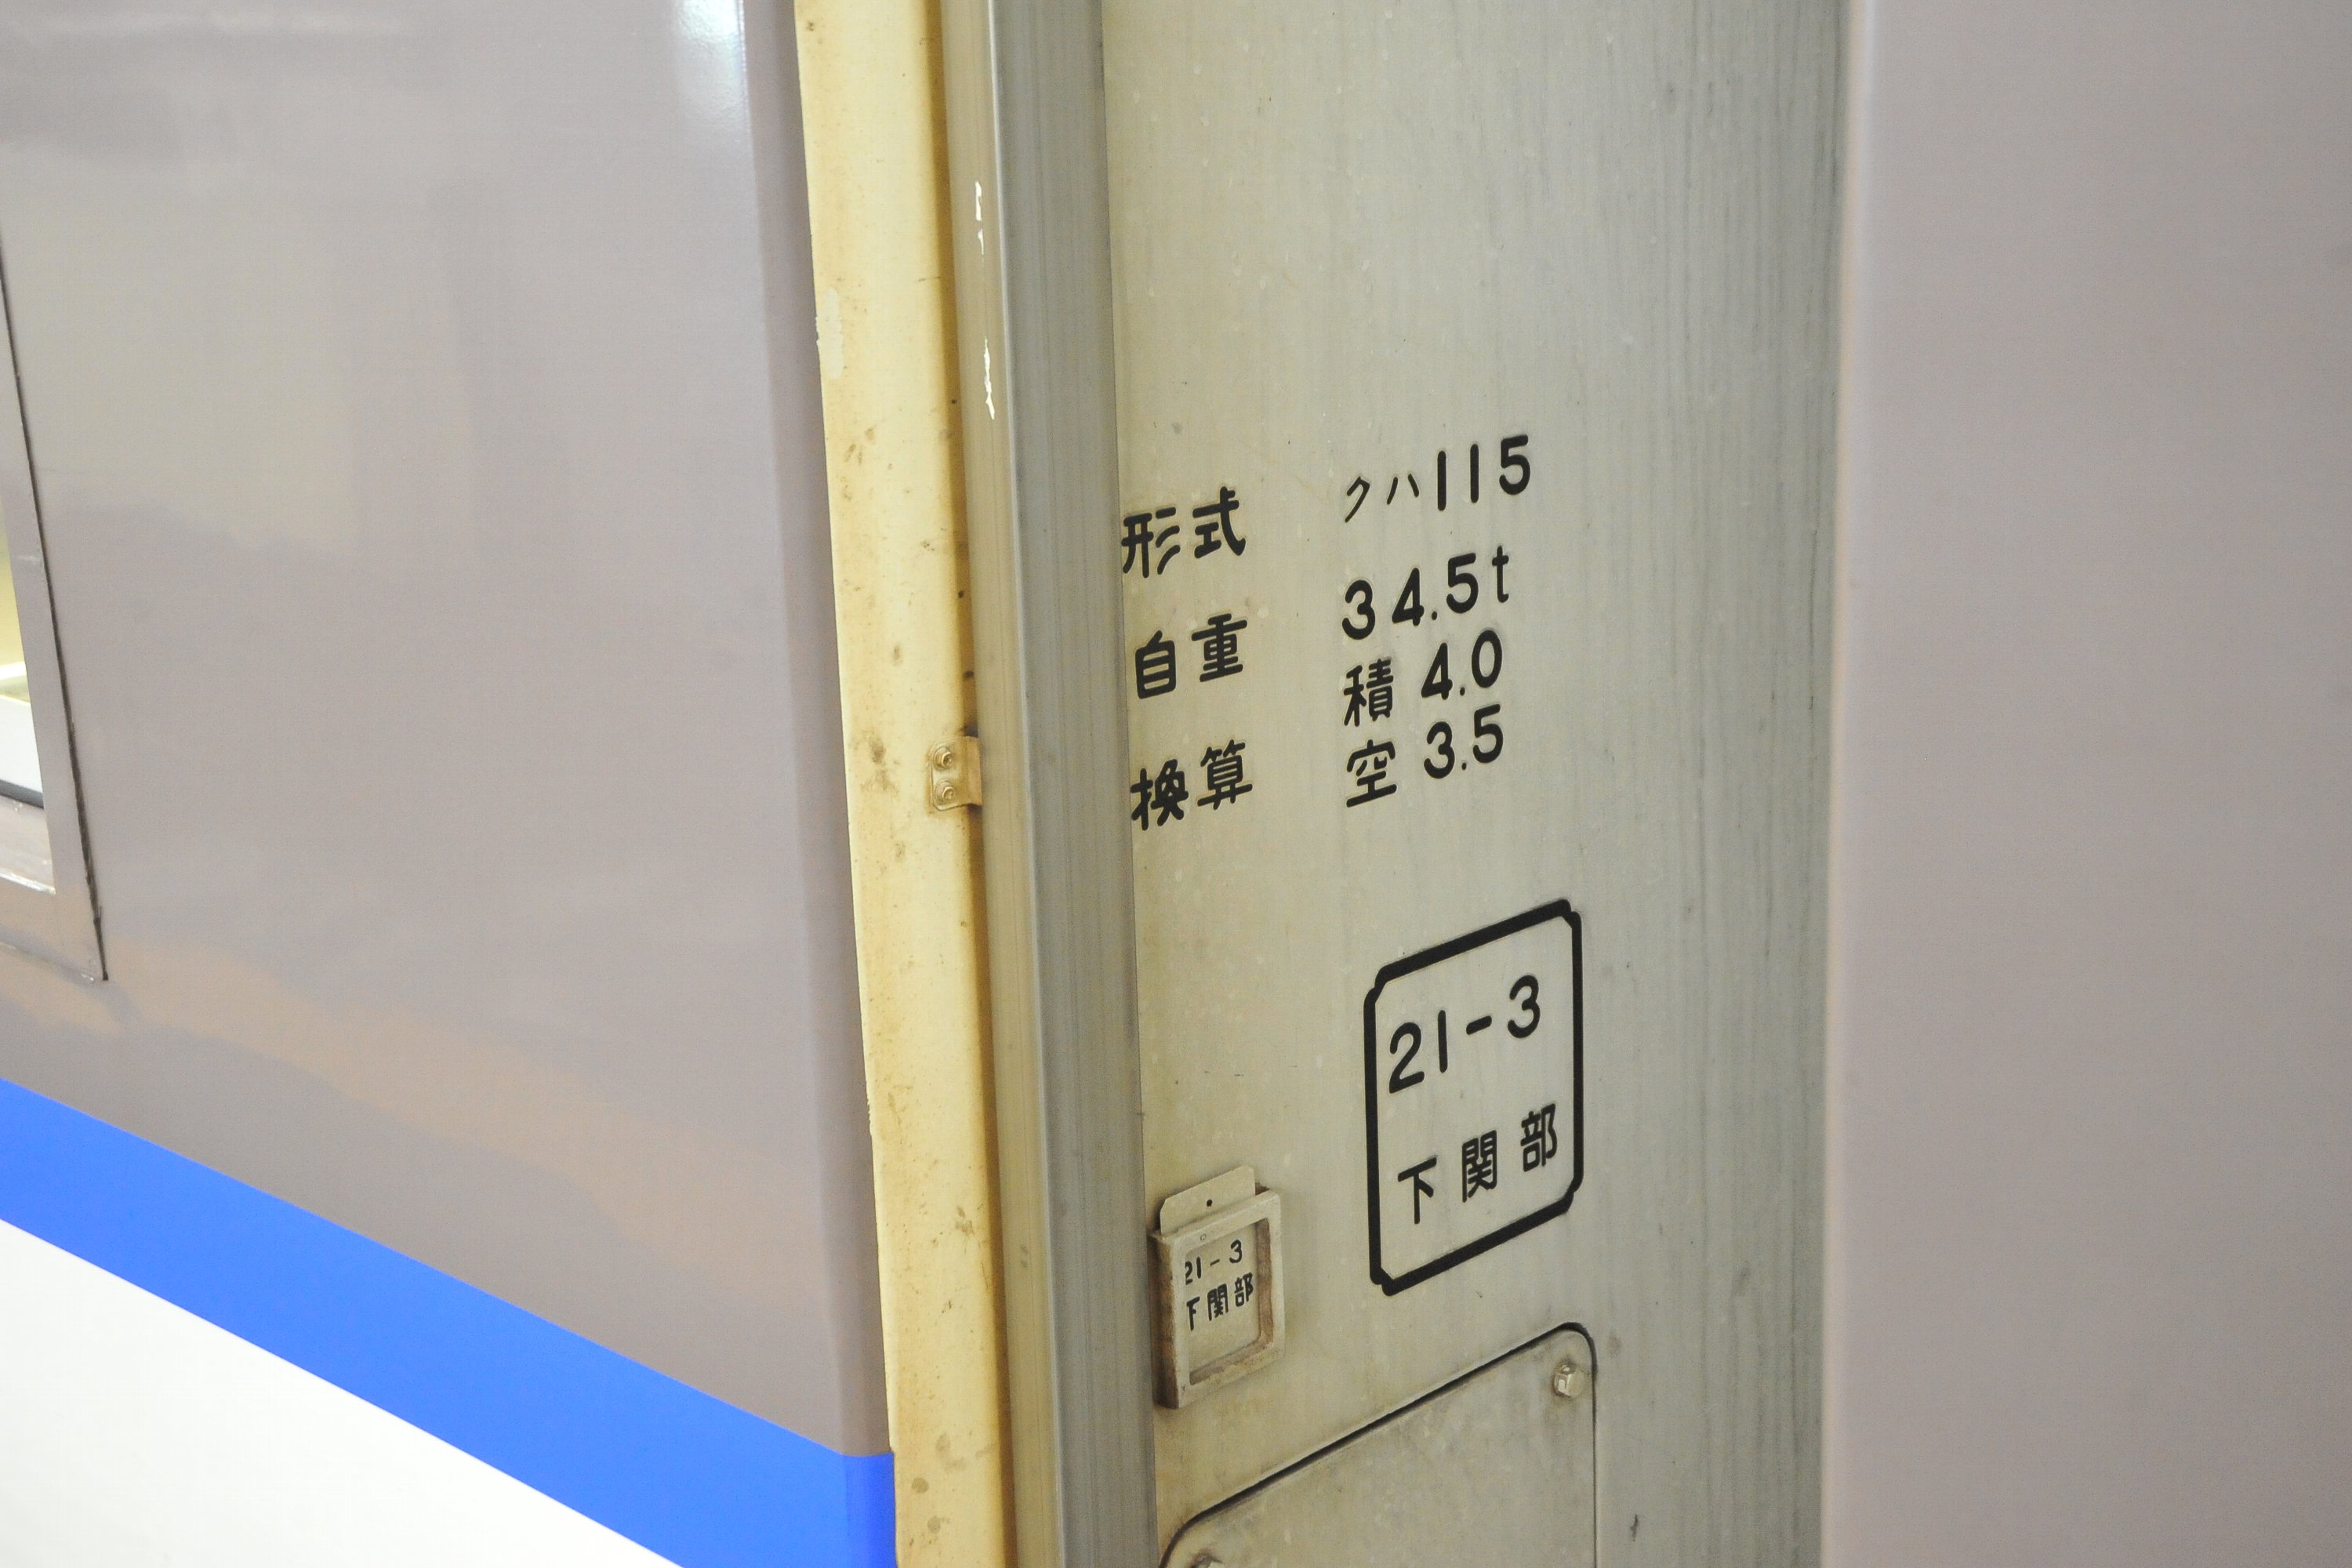 形式 クハ115
自重 34.5t
換算 積 4.0
空 3.5
21-3
下関部
21-3
下関部